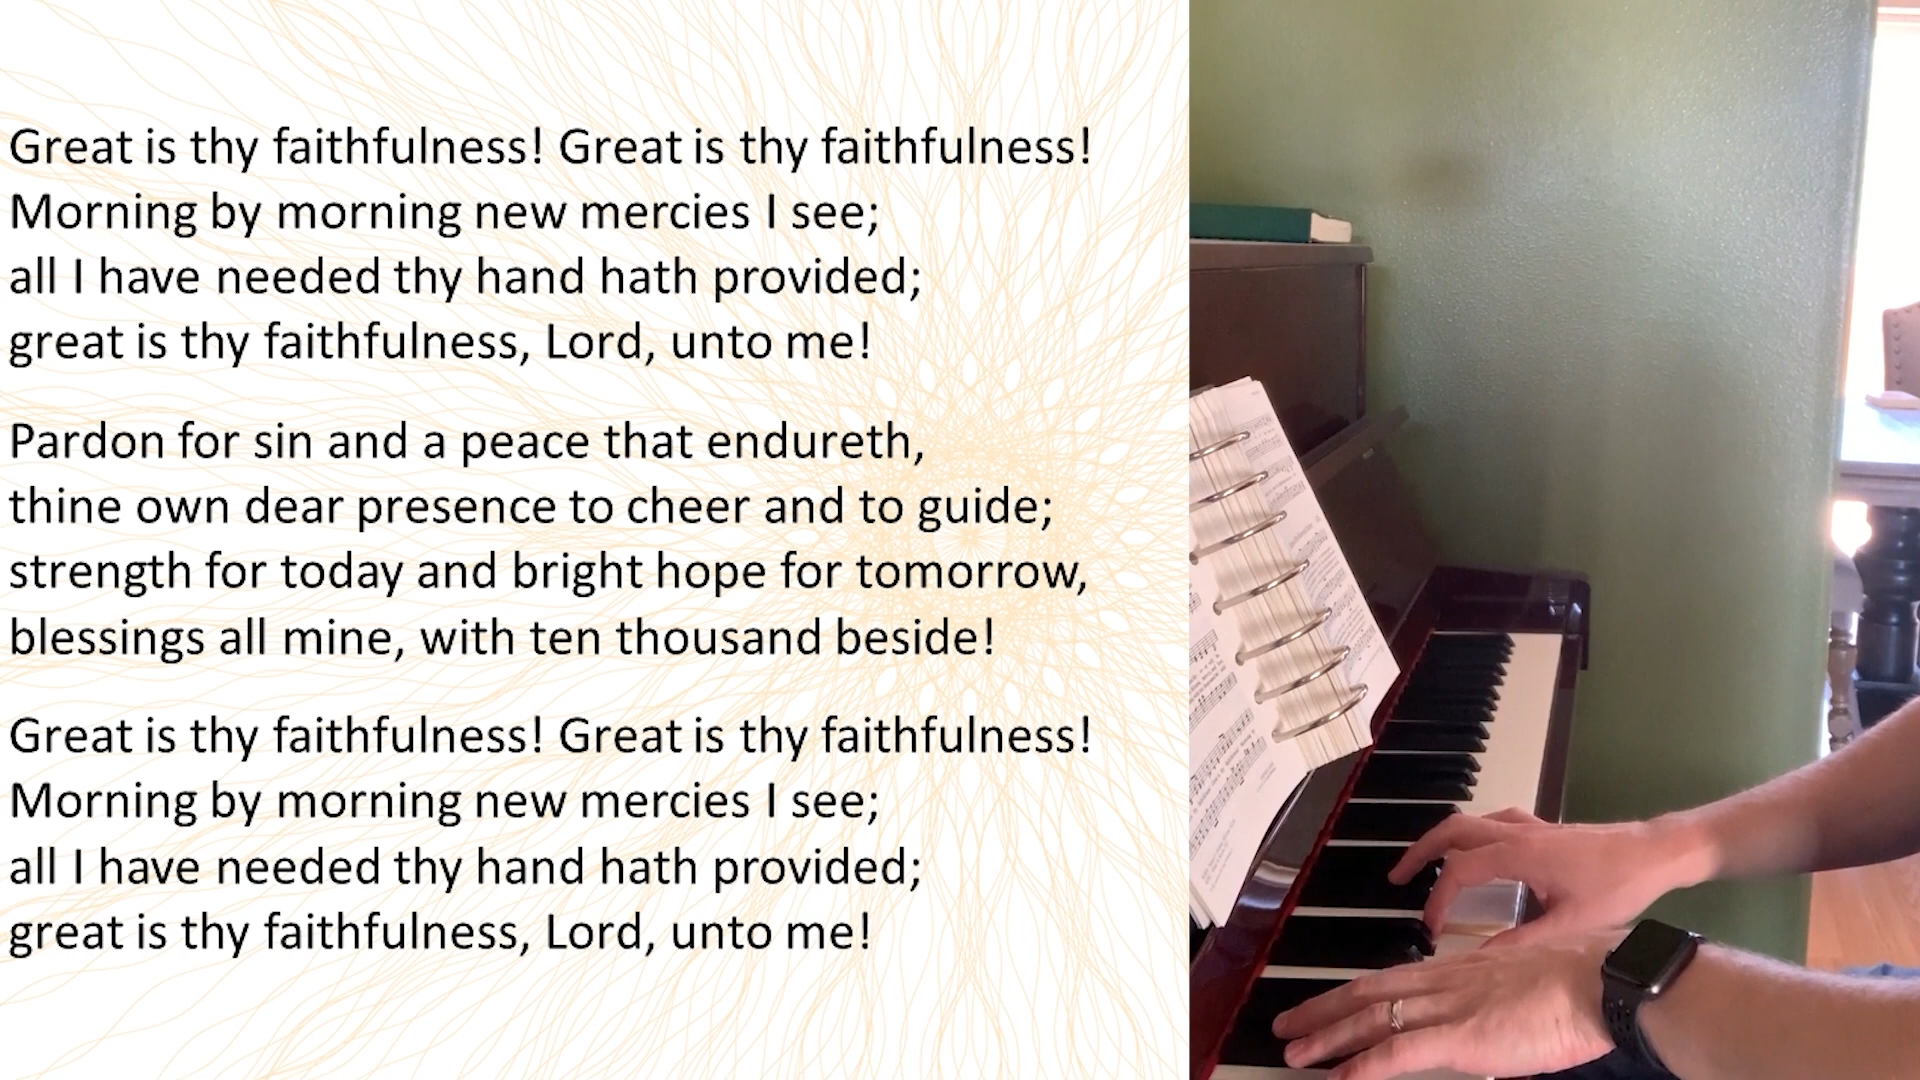 Great is thy faithfulness! Great is thy faithfulness!
Morning by morning new mercies I see;
all I have needed thy hand hath provided;
great is thy faithfulness, Lord, unto me!
Pardon for sin and a peace that endureth,
thine own dear presence to cheer and to guide;
strength for today and bright hope for tomorrow,
blessings all mine, with ten thousand beside!
Great is thy faithfulness! Great is thy faithfulness!
Morning by morning new mercies I see;
all I have needed thy hand hath provided;
great is thy faithfulness, Lord, unto me!